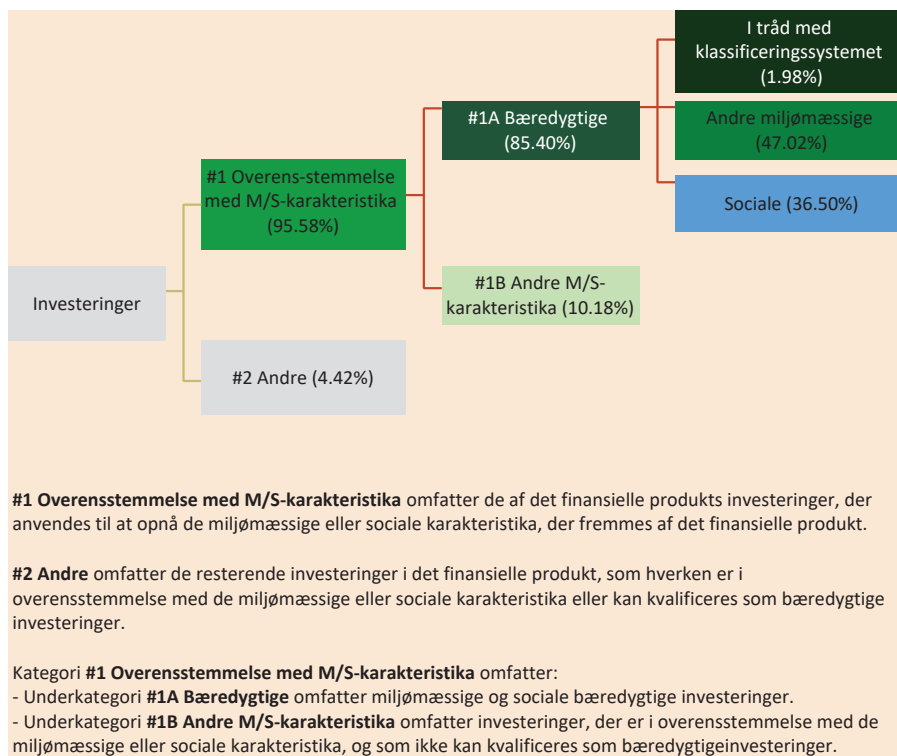 I tråd med
klassificeringssystemet
(1.98%)
#1A Bæredygtige
(85.40%)
Andre miljømæssige
(47.02%)
#1 Overens-stemmelse
med M/S-karakteristika
(95.58%)
Sociale (36.50%)
Investeringer
#1B Andre M/S-
karakteristika (10.18%)
#2 Andre (4.42%)
#1 Overensstemmelse med M/S-karakteristika omfatter de af det finansielle produkts investeringer, der
anvendes til at opnå de miljømæssige eller sociale karakteristika, der fremmes af det finansielle produkt.
#2 Andre omfatter de resterende investeringer i det finansielle produkt, som hverken er i
overensstemmelse med de miljømæssige eller sociale karakteristika eller kan kvalificeres som bæredygtige
investeringer.
Kategori #1 Overensstemmelse med M/S-karakteristika omfatter:
- Underkategori #1A Bæredygtige omfatter miljømæssige og sociale bæredygtige investeringer.
- Underkategori #1B Andre M/S-karakteristika omfatter investeringer, der er i overensstemmelse med de
miljømæssige eller sociale karakteristika, og som ikke kan kvalificeres som bæredygtigeinvesteringer.